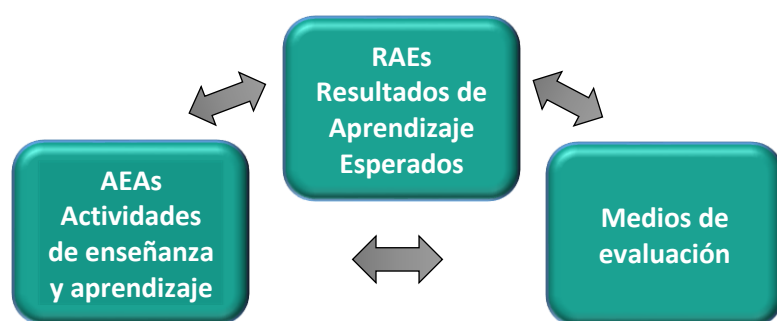 RAEs
Resultados de
Aprendizaje
Esperados
AEAs
Actividades
de enseñanza
y aprendizaje
Medios de
evaluación